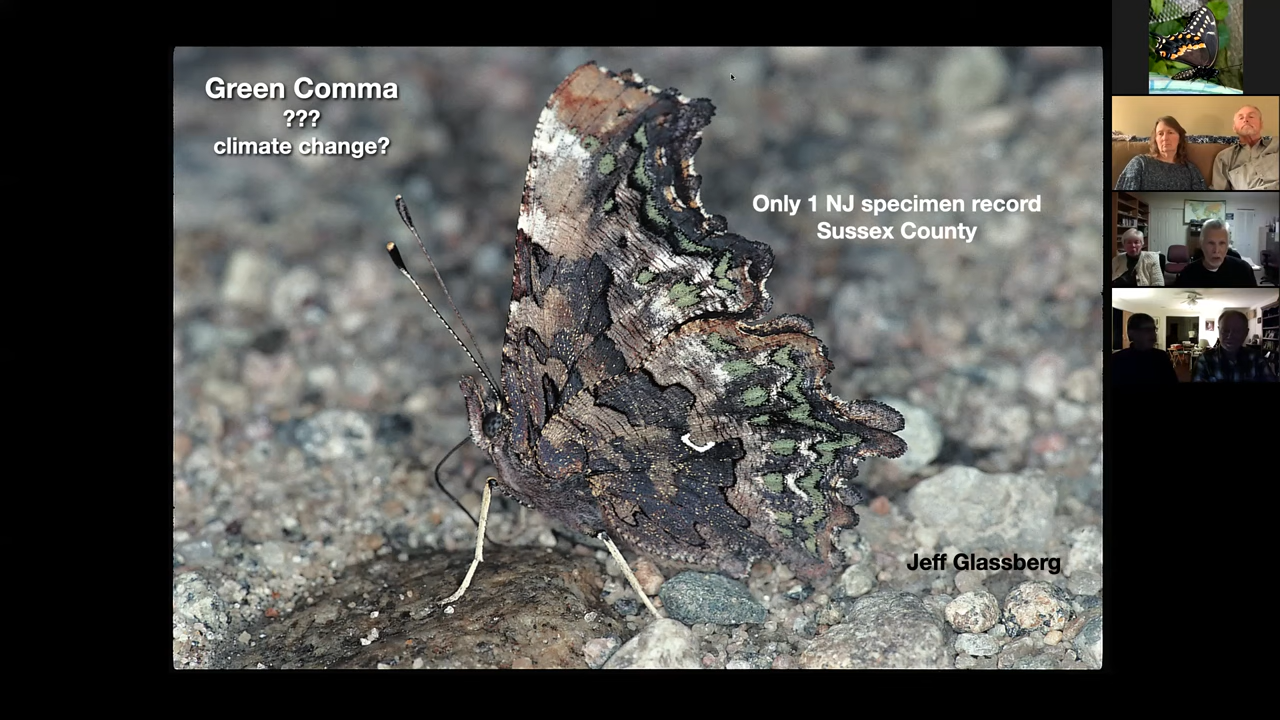 Green Comma
???
climate change?
Only 1 NJ specimen record
Sussex County
Jeff Glassberg